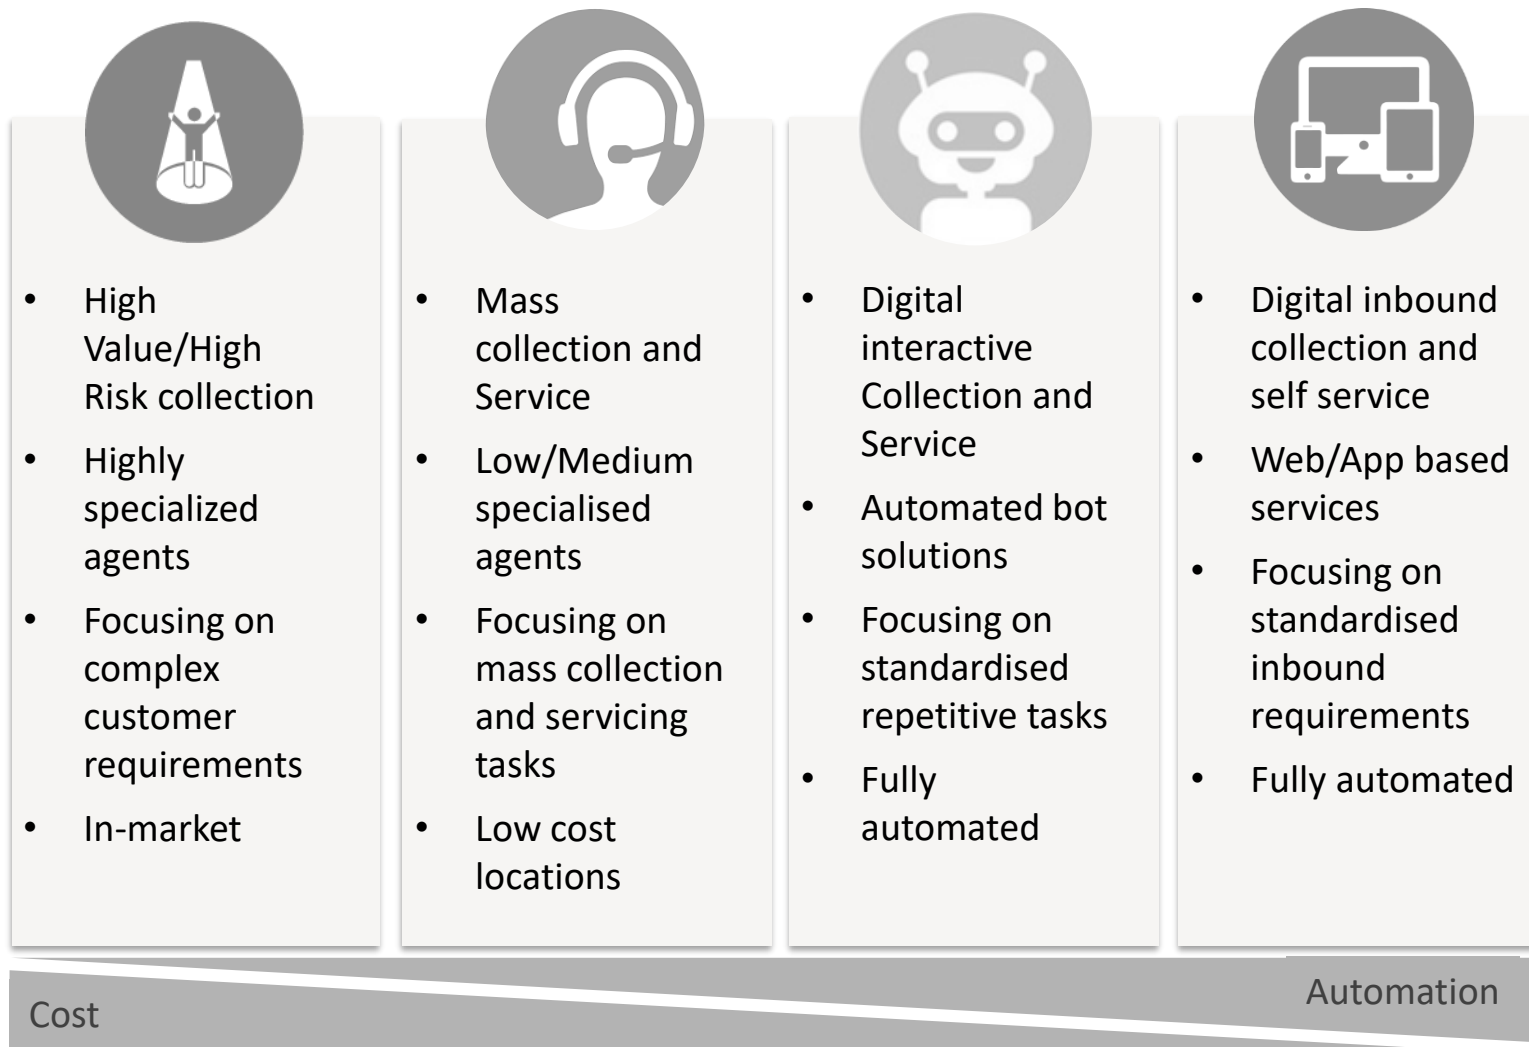 • High
Value/High
Risk collection
• Highly
specialized
agents
• Focusing on
complex
customer
requirements
• In-market
• Mass
collection and
Service
• Low/Medium
specialised
agents
• Focusing on
mass collection
and servicing
tasks
• Low cost
locations
• Digital
interactive
Collection and
Service
• Automated bot
solutions
• Focusing on
standardised
repetitive tasks
• Fully
automated
• Digital inbound
collection and
self service
• Web/App based
services
• Focusing on
standardised
inbound
requirements
• Fully automated
Cost
Automation